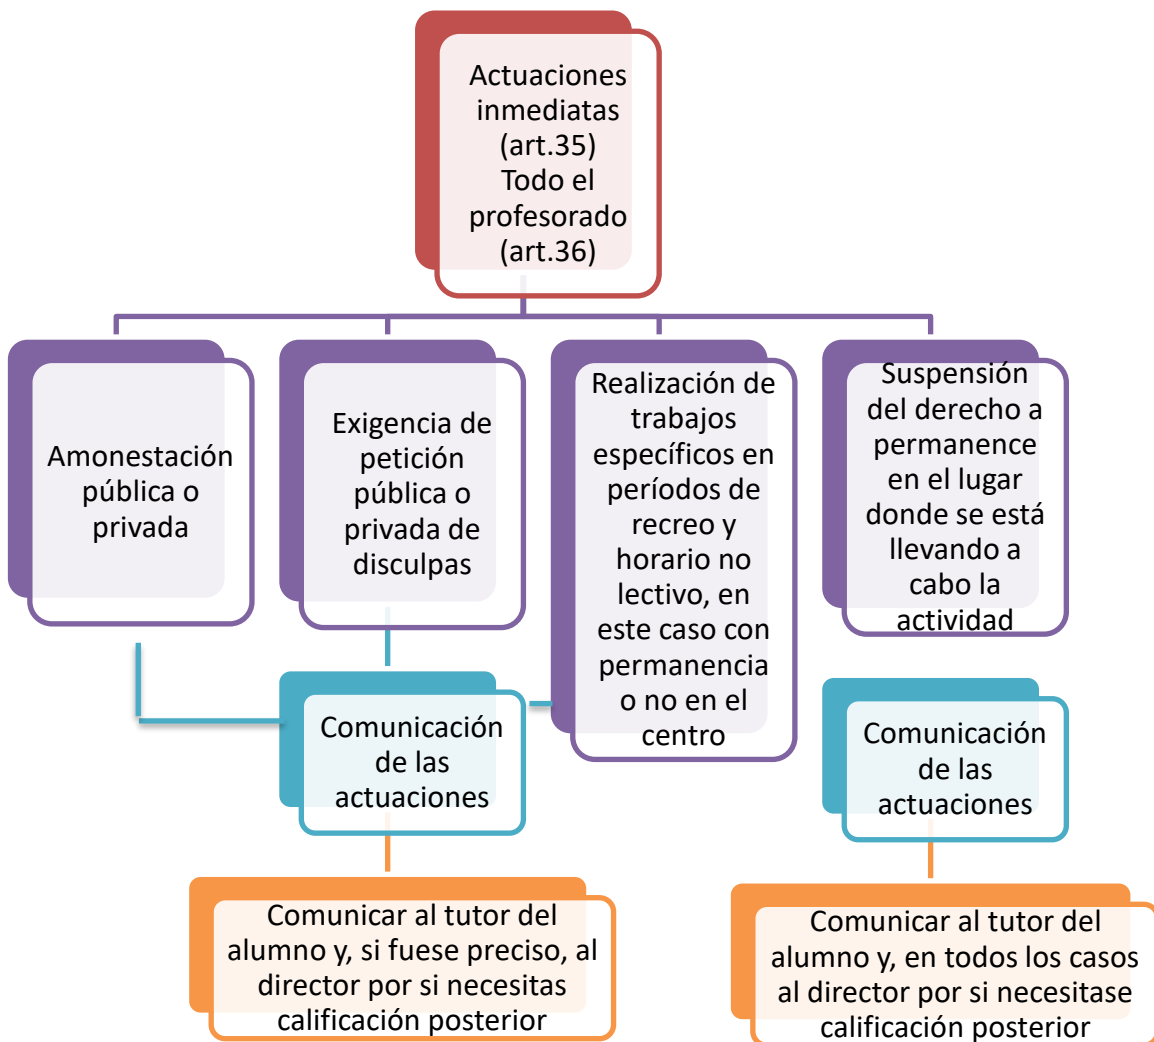 Actuaciones
inmediatas
(art.35)
Todo el
profesorado
(art.36)
Amonestación
pública o
privada
Exigencia de
petición
pública o
privada de
disculpas
Realización de
trabajos
específicos en
períodos de
recreo y
horario no
lectivo, en
este caso con
permanencia
o no en el
centro
Suspensión
del derecho a
permanence
en el lugar
donde se está
llevando a
cabo la
actividad
Comunicación
de las
actuaciones
Comunicación
de las
actuaciones
Comunicar al tutor del
alumno y, si fuese preciso, al
director por si necesitas
calificación posterior
Comunicar al tutor del
alumno y, en todos los casos
al director por si necesitase
calificación posterior